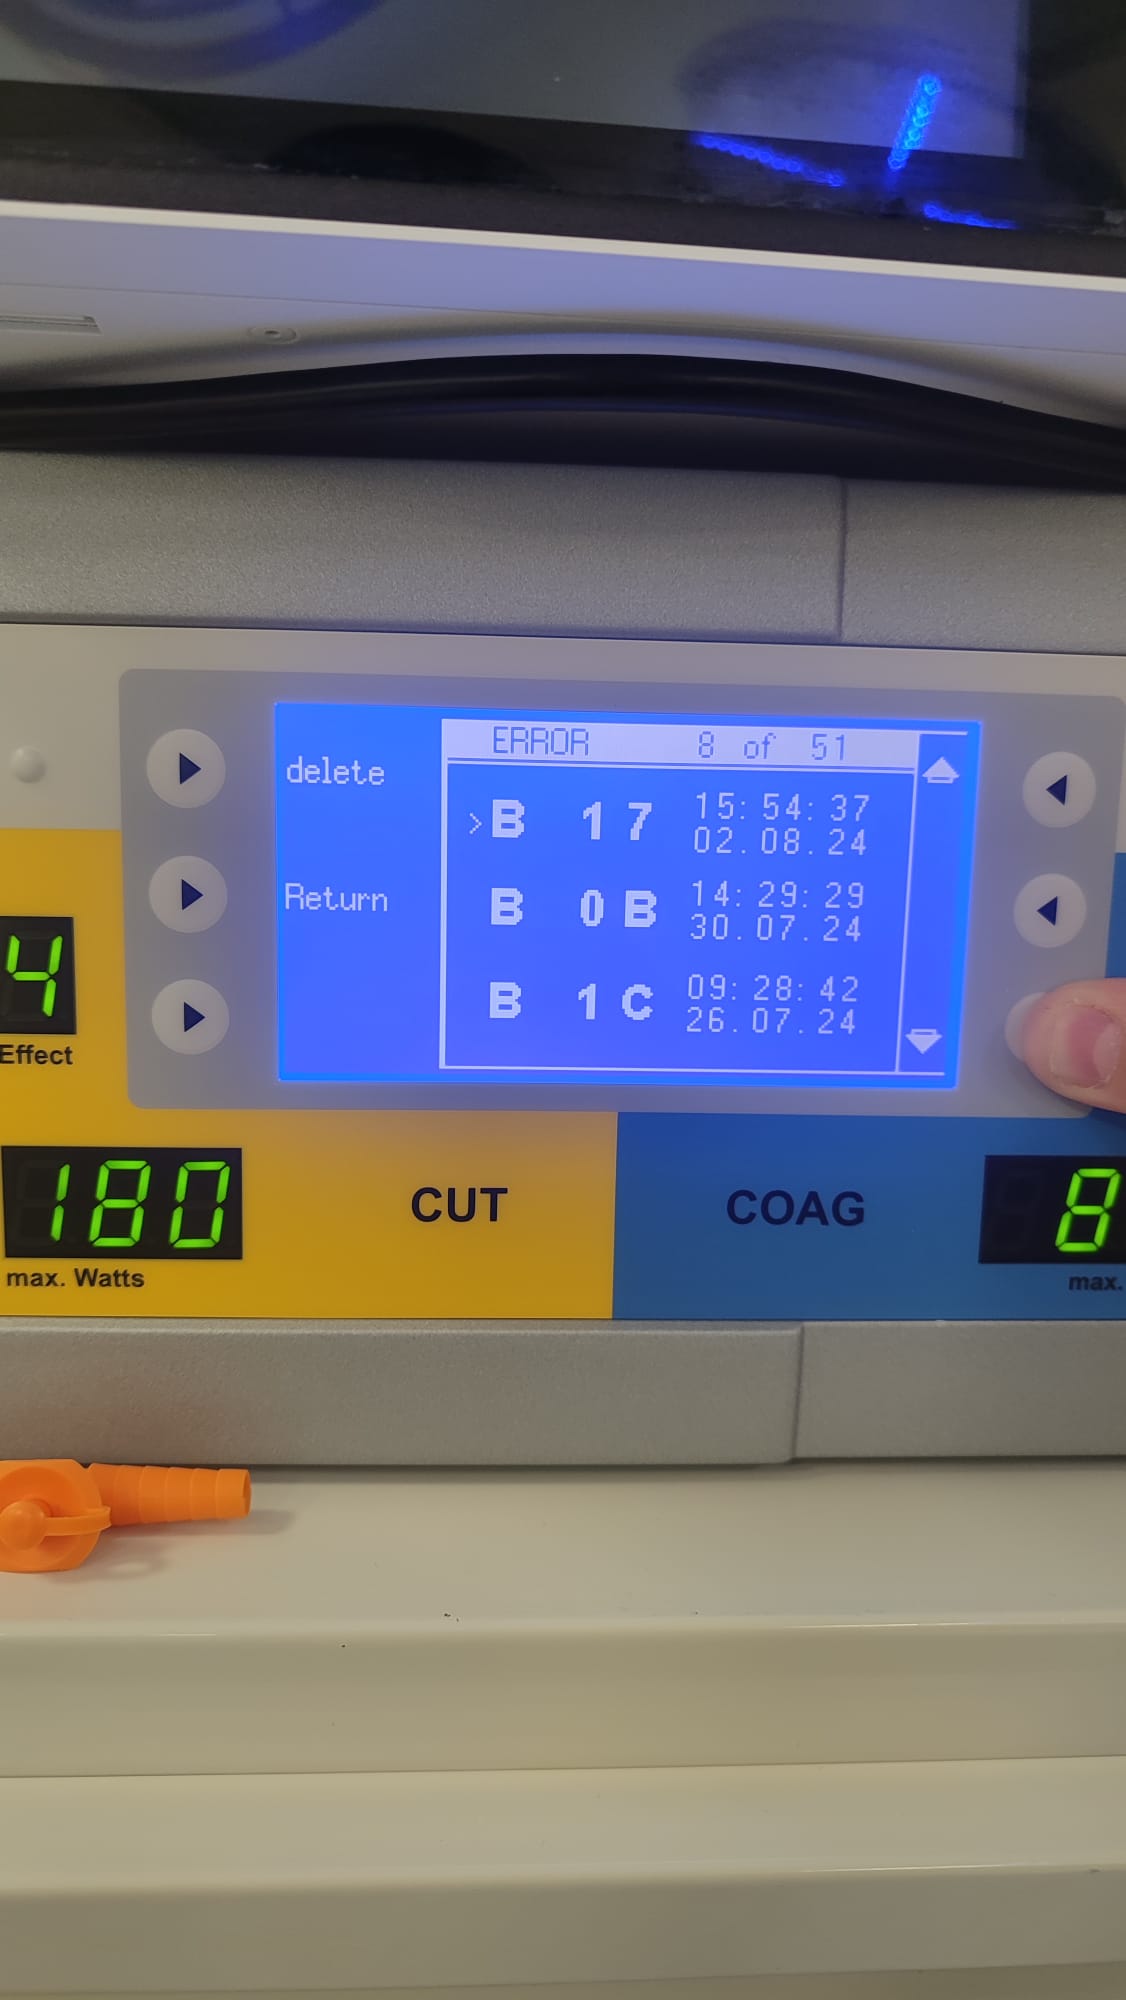 ERROR 8 of 51
delete
>B 17 15:54:37
02.08.24
Return
B 0B 14:29:29
30.07.24
B 1C 09:28:42
26.07.24
4
Effect
180
CUT
COAG
8
max. Watts
max.